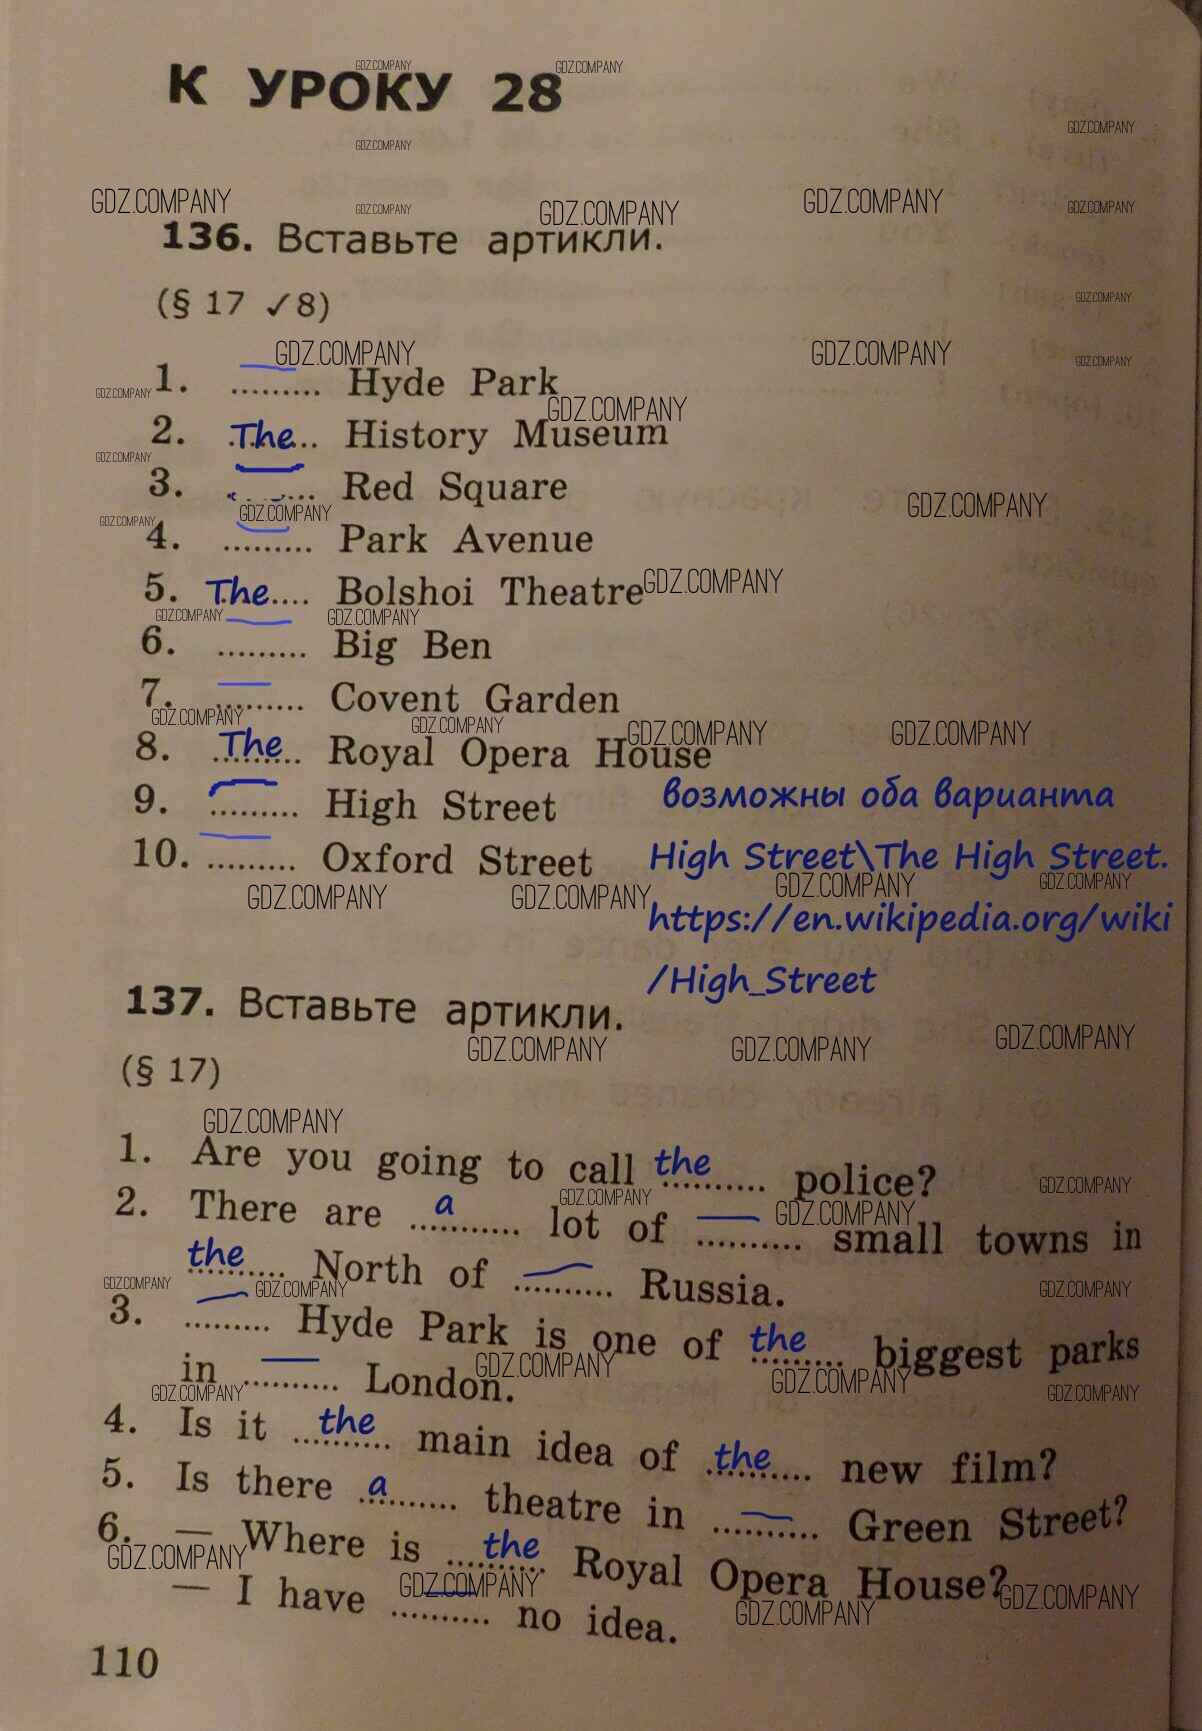 К УРОКУ 28
136. Вставьте артикли.
(§ 17 ✓8)
1. ......... Hyde Park
2. The History Museum
3. ......... Red Square
4. ......... Park Avenue
5. The Bolshoi Theatre
6. ......... Big Ben
7. ......... Covent Garden
8. The Royal Opera House
9. ......... High Street
возможны оба варианта
10. ......... Oxford Street
High Street\The High Street.
https://en.wikipedia.org/wiki
/High_Street
137. Вставьте артикли.
(§ 17)
1. Are you going to call the police?
2. There are a lot of — small towns in
the North of — Russia.
3. — Hyde Park is one of the biggest parks
in — London.
4. Is it the main idea of the new film?
5. Is there a theatre in — Green Street?
6. — Where is the Royal Opera House?
— I have — no idea.
110
GDZ.COMPANY